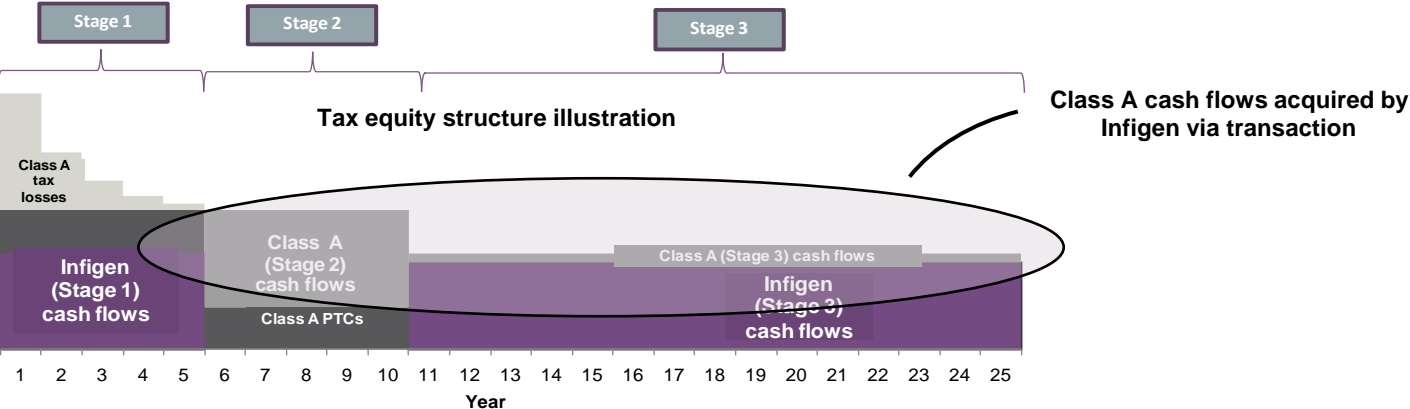 Stage 1
Stage 2
Stage 3
Tax equity structure illustration
Class A cash flows acquired by
Infigen via transaction
Class A
tax
losses
Infigen
(Stage 1)
cash flows
Class A
(Stage 2)
cash flows
Class A PTCs
Class A (Stage 3) cash flows
Infigen
(Stage 3)
cash flows
1 2 3 4 5 6 7 8 9 10 11 12 13 14 15 16 17 18 19 20 21 22 23 24 25
Year